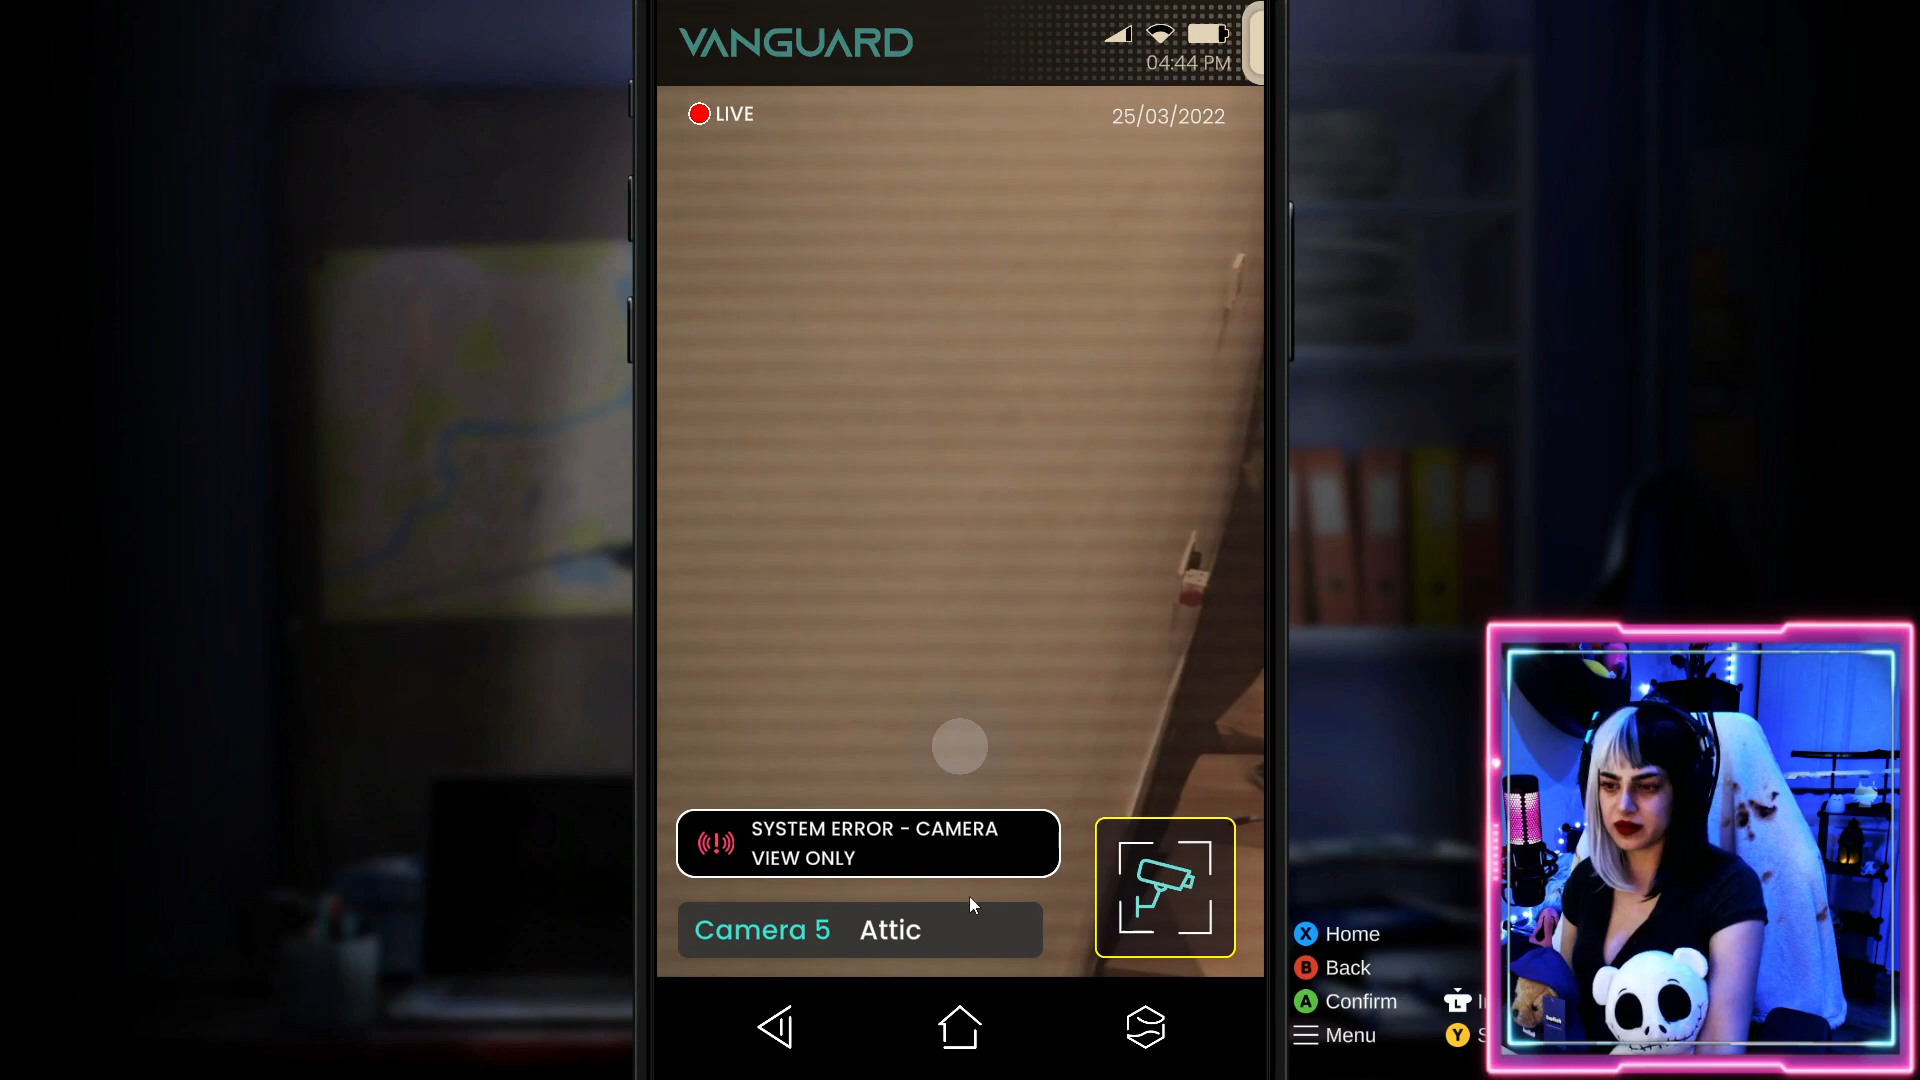 VANGUARD
04:44 PM
LIVE
25/03/2022
SYSTEM ERROR - CAMERA
VIEW ONLY
Camera 5 Attic
X Home
B Back
A Confirm
L
Menu
Y